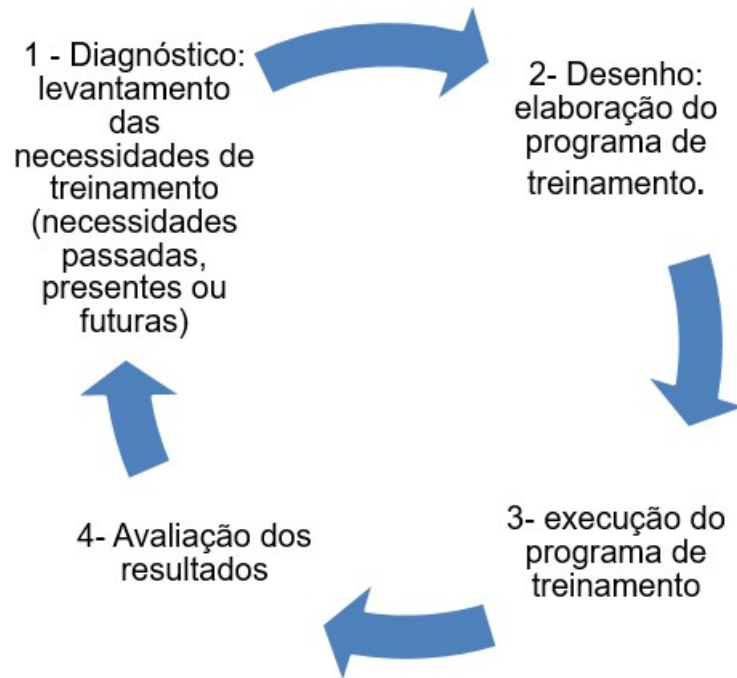 1 - Diagnóstico:
levantamento
das
necessidades de
treinamento
(necessidades
passadas,
presentes ou
futuras)
2- Desenho:
elaboração do
programa de
treinamento.
3- execução do
programa de
treinamento
4- Avaliação dos
resultados